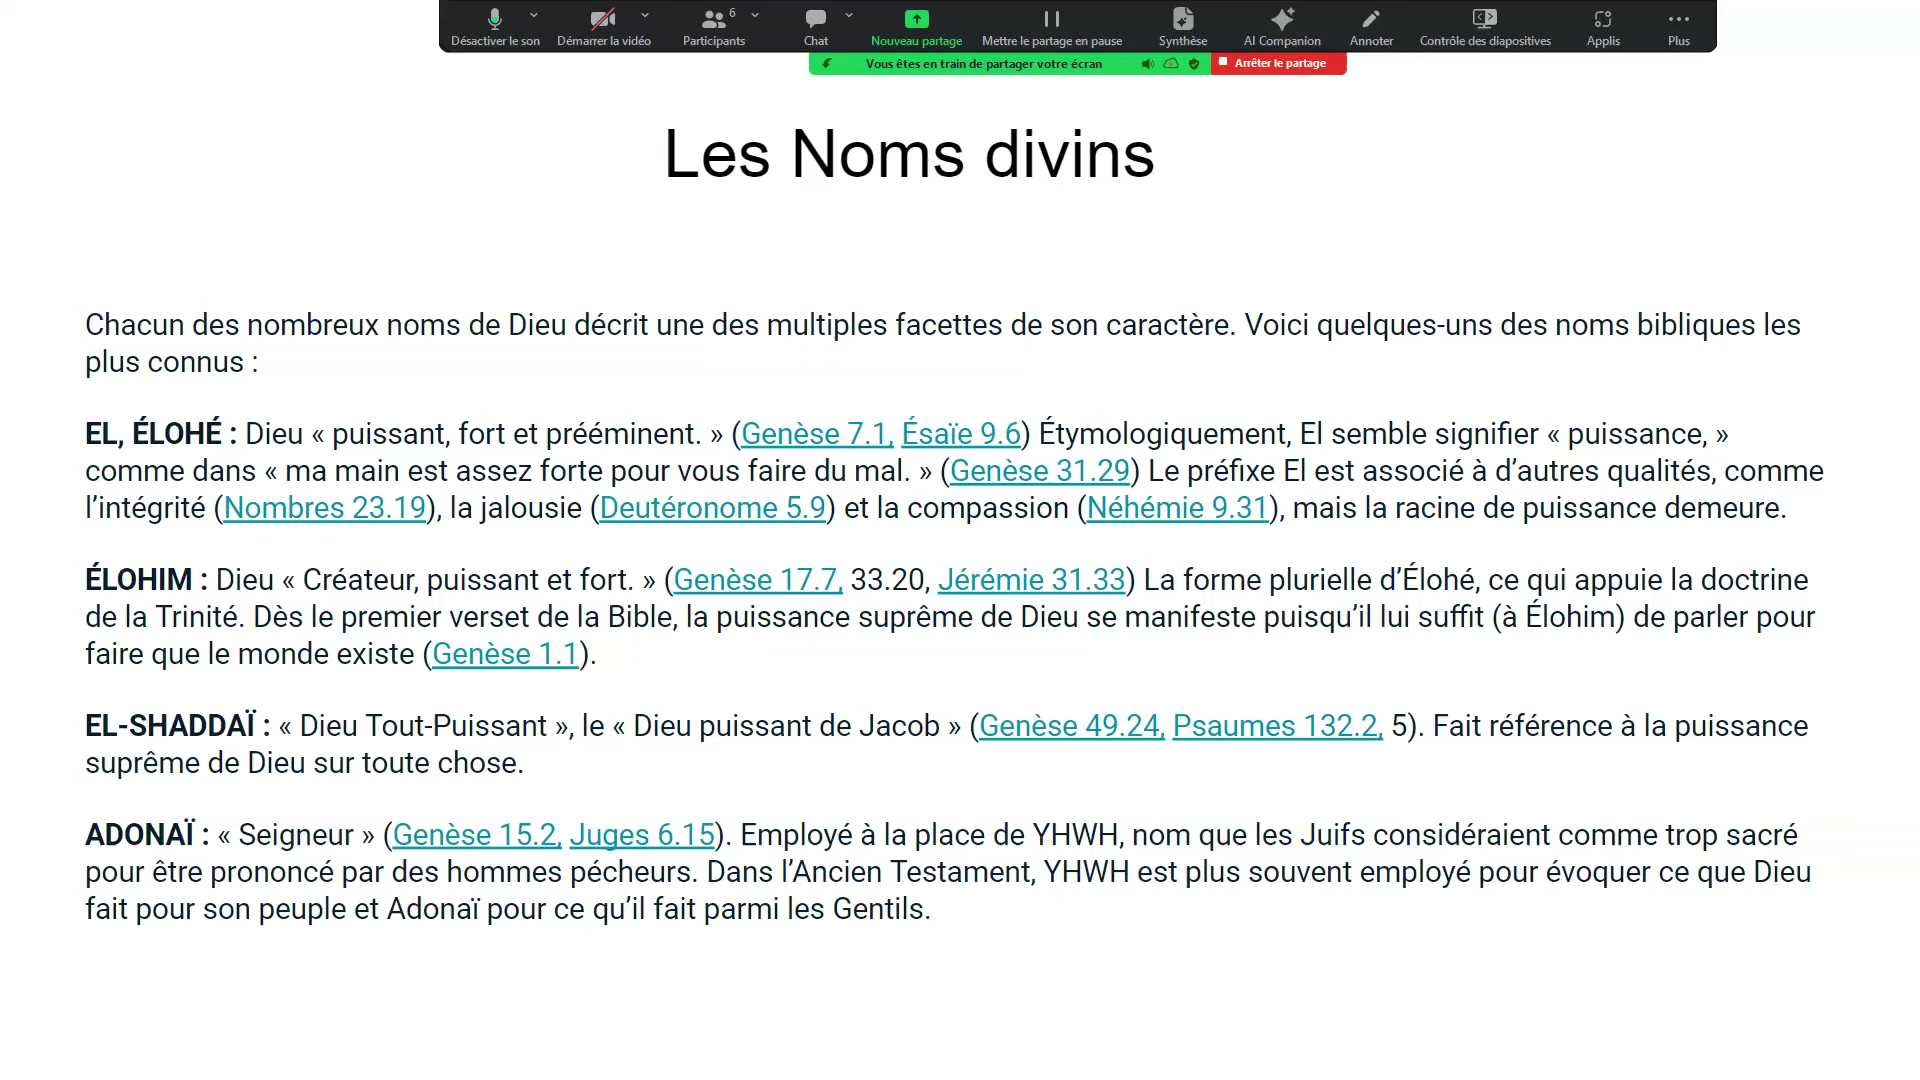 Désactiver le son
Démarrer la vidéo
Participants
6
Chat
Nouveau partage
Mettre le partage en pause
Synthèse
AI Companion
Annoter
Contrôle des diapositives
Applis
Plus
Vous êtes en train de partager votre écran
Arrêter le partage
Les Noms divins
Chacun des nombreux noms de Dieu décrit une des multiples facettes de son caractère. Voici quelques-uns des noms bibliques les
plus connus :
EL, ÉLOHÉ : Dieu « puissant, fort et prééminent. » (Genèse 7.1, Ésaïe 9.6) Étymologiquement, El semble signifier « puissance, »
comme dans « ma main est assez forte pour vous faire du mal. » (Genèse 31.29) Le préfixe El est associé à d’autres qualités, comme
l’intégrité (Nombres 23.19), la jalousie (Deutéronome 5.9) et la compassion (Néhémie 9.31), mais la racine de puissance demeure.
ÉLOHIM : Dieu « Créateur, puissant et fort. » (Genèse 17.7, 33.20, Jérémie 31.33) La forme plurielle d’Élohé, ce qui appuie la doctrine
de la Trinité. Dès le premier verset de la Bible, la puissance suprême de Dieu se manifeste puisqu’il lui suffit (à Élohim) de parler pour
faire que le monde existe (Genèse 1.1).
EL-SHADDAÏ : « Dieu Tout-Puissant », le « Dieu puissant de Jacob » (Genèse 49.24, Psaumes 132.2, 5). Fait référence à la puissance
suprême de Dieu sur toute chose.
ADONAÏ : « Seigneur » (Genèse 15.2, Juges 6.15). Employé à la place de YHWH, nom que les Juifs considéraient comme trop sacré
pour être prononcé par des hommes pécheurs. Dans l’Ancien Testament, YHWH est plus souvent employé pour évoquer ce que Dieu
fait pour son peuple et Adonaï pour ce qu’il fait parmi les Gentils.